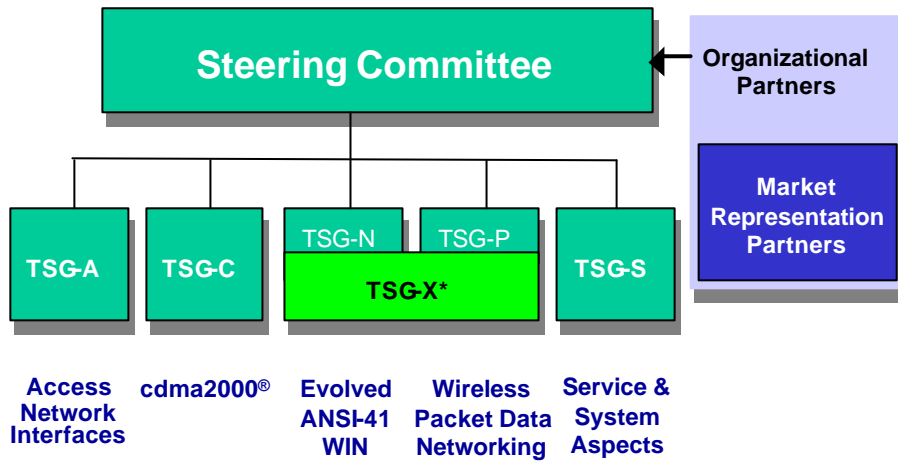 Steering Committee
Organizational
Partners
Market
Representation
Partners
TSG-A
TSG-C
TSG-N
TSG-P
TSG-X*
TSG-S
Access
Network
Interfaces
cdma2000®
Evolved
ANSI-41
WIN
Wireless
Packet Data
Networking
Service &
System
Aspects